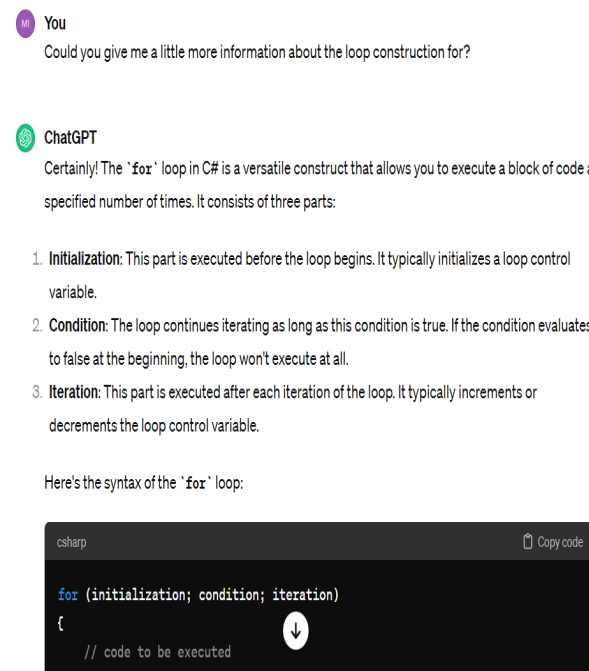 MI You
Could you give me a little more information about the loop construction for?
ChatGPT
Certainly! The `for` loop in C# is a versatile construct that allows you to execute a block of code a
specified number of times. It consists of three parts:
1. Initialization: This part is executed before the loop begins. It typically initializes a loop control
variable.
2. Condition: The loop continues iterating as long as this condition is true. If the condition evaluates
to false at the beginning, the loop won't execute at all.
3. Iteration: This part is executed after each iteration of the loop. It typically increments or
decrements the loop control variable.
Here's the syntax of the `for` loop:
csharp Copy code
for (initialization; condition; iteration)
{
// code to be executed